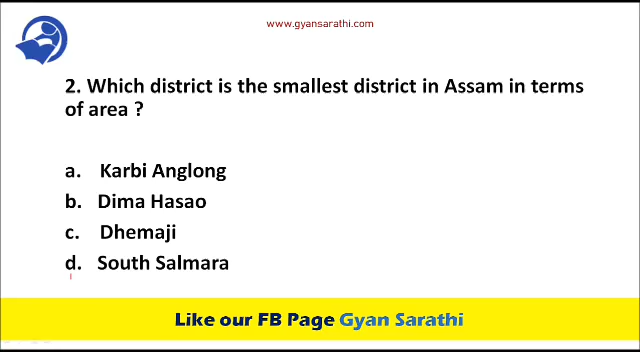 www.gyansarathi.com
2. Which district is the smallest district in Assam in terms
of area ?
a. Karbi Anglong
b. Dima Hasao
c. Dhemaji
d. South Salmara
Like our FB Page Gyan Sarathi